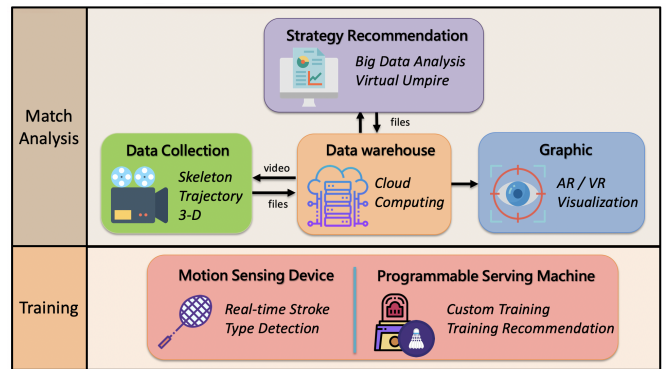 Strategy Recommendation
Big Data Analysis
Virtual Umpire
files
Match
Analysis
Data Collection
Skeleton
Trajectory
3-D
video
files
Data warehouse
Cloud
Computing
Graphic
AR / VR
Visualization
Training
Motion Sensing Device
Real-time Stroke
Type Detection
Programmable Serving Machine
Custom Training
Training Recommendation